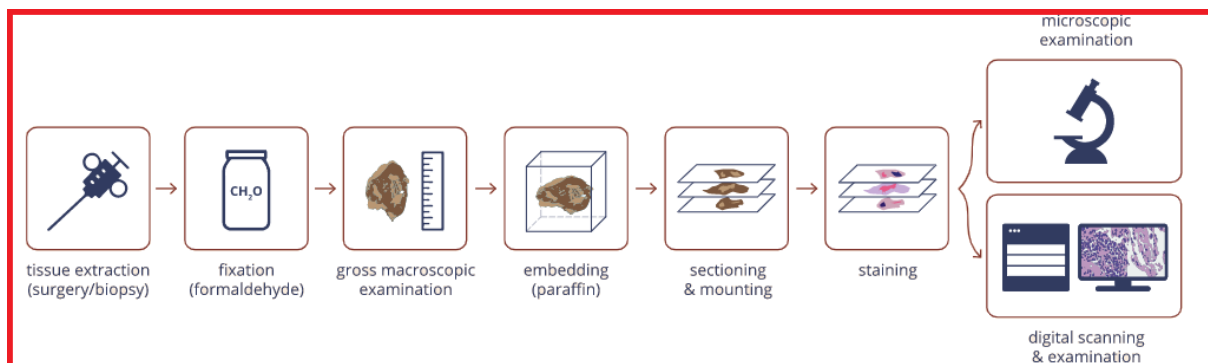 microscopic
examination
CH₂O
tissue extraction
(surgery/biopsy)
fixation
(formaldehyde)
gross macroscopic
examination
embedding
(paraffin)
sectioning
& mounting
staining
digital scanning
& examination